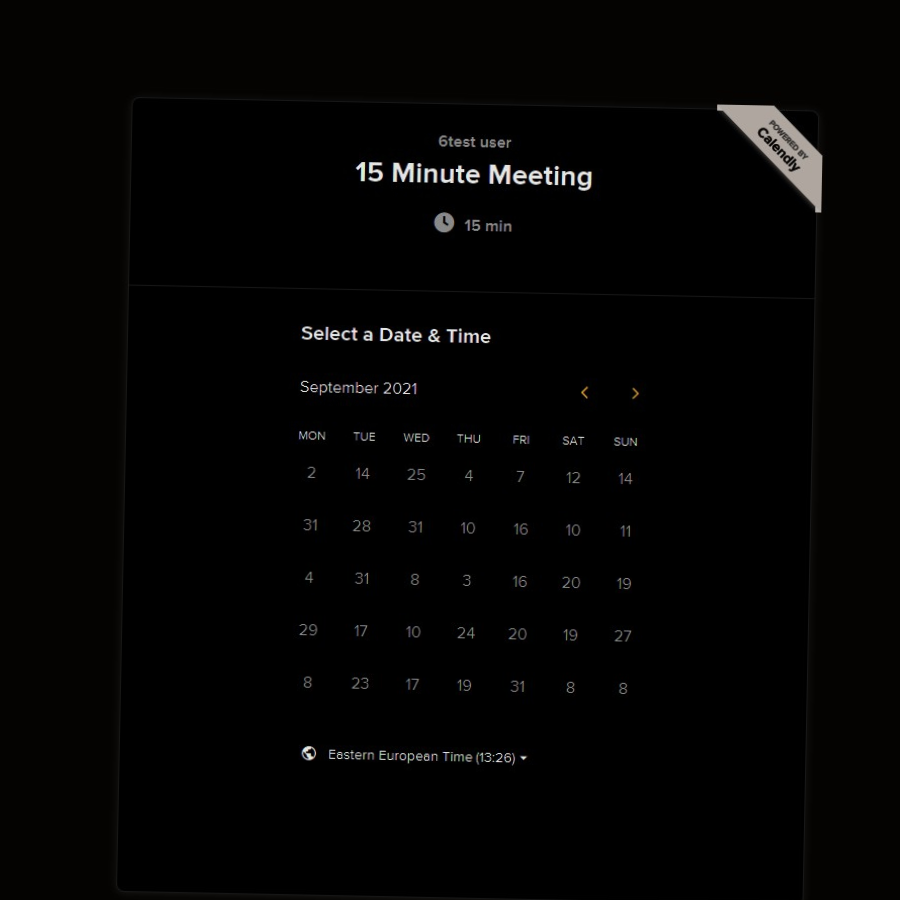 POWERED BY
Calendly
6test user
15 Minute Meeting
15 min
Select a Date & Time
September 2021
MON TUE WED THU FRI SAT SUN
2 14 25 4 7 12 14
31 28 31 10 16 10 11
4 31 8 3 16 20 19
29 17 10 24 20 19 27
8 23 17 19 31 8 8
Eastern European Time (13:26)